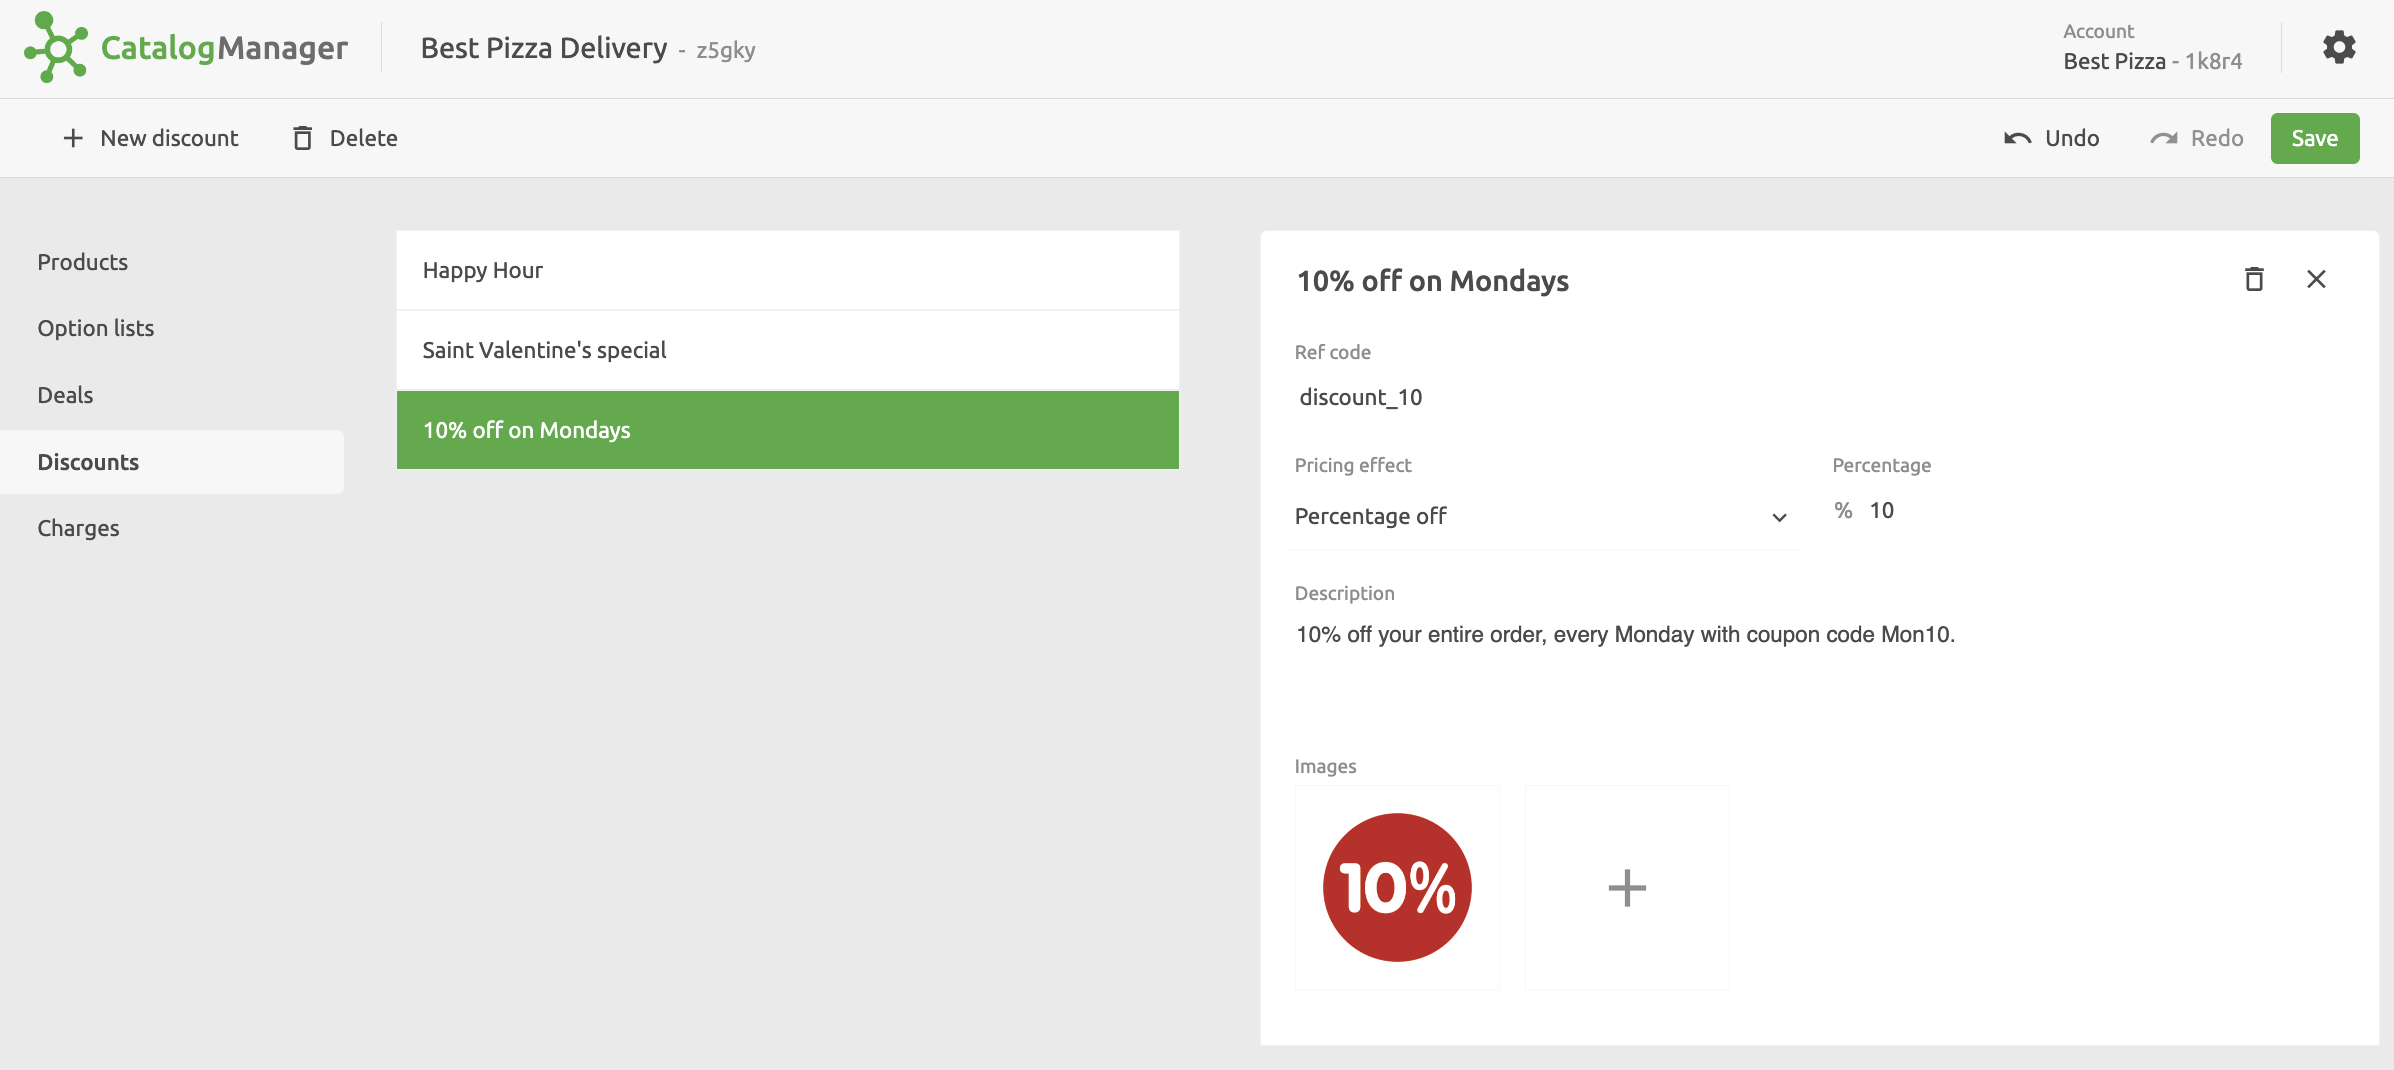 CatalogManager
Best Pizza Delivery - z5gky
Account
Best Pizza - 1k8r4
New discount
Delete
Undo
Redo
Save
Products
Option lists
Deals
Discounts
Charges
Happy Hour
Saint Valentine's special
10% off on Mondays
10% off on Mondays
Ref code
discount_10
Pricing effect
Percentage
Percentage off
% 10
Description
10% off your entire order, every Monday with coupon code Mon10.
Images
10%